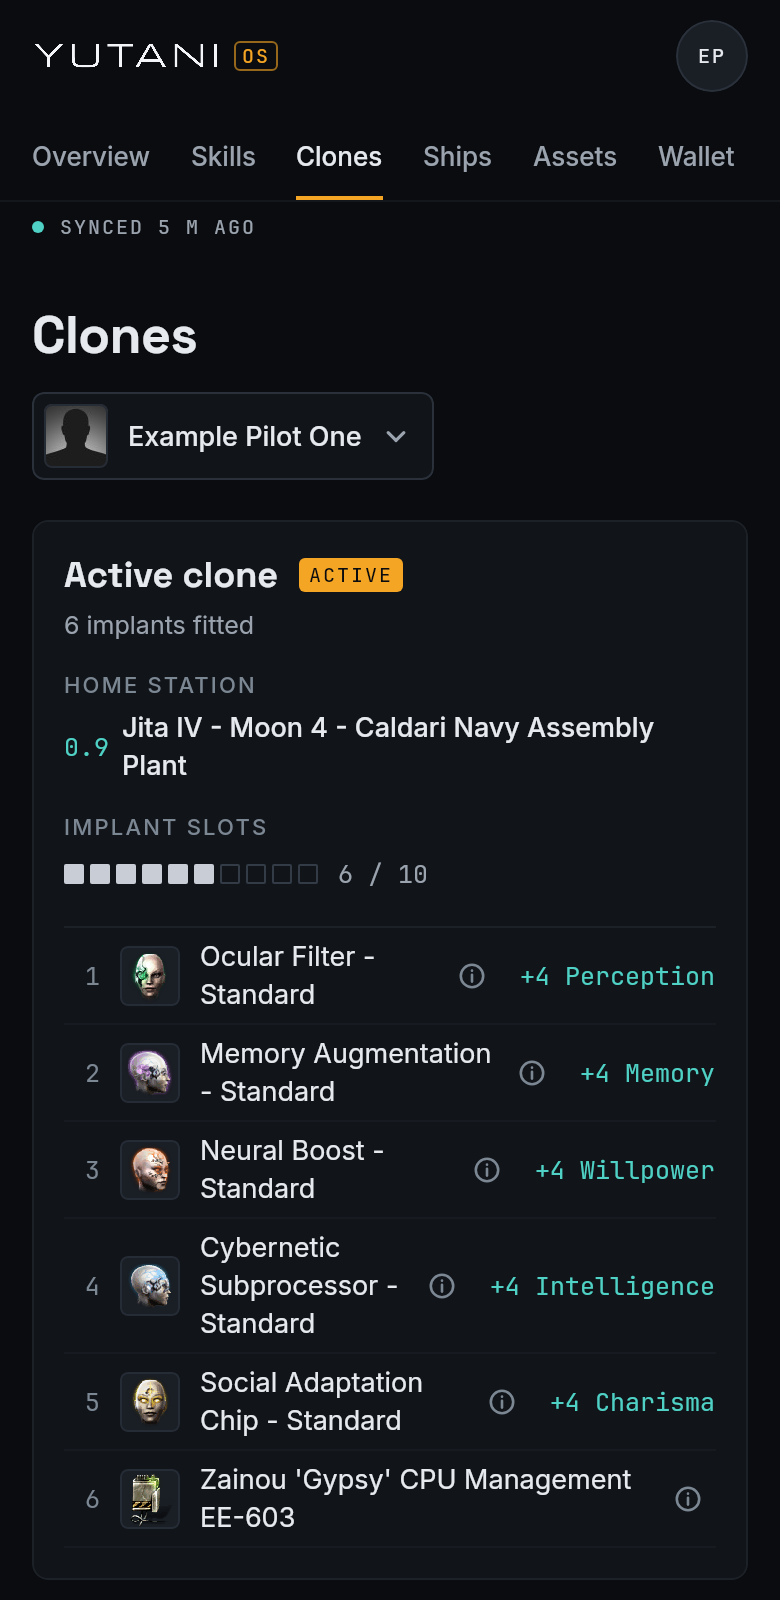 YUTANI OS
EP
Overview Skills Clones Ships Assets Wallet
SYNCED 5 M AGO
Clones
Example Pilot One
Active clone ACTIVE
6 implants fitted
HOME STATION
0.9 Jita IV - Moon 4 - Caldari Navy Assembly
Plant
IMPLANT SLOTS
6 / 10
1 Ocular Filter -
Standard
+4 Perception
2 Memory Augmentation
- Standard
+4 Memory
3 Neural Boost -
Standard
+4 Willpower
4 Cybernetic
Subprocessor -
Standard
+4 Intelligence
5 Social Adaptation
Chip - Standard
+4 Charisma
6 Zainou 'Gypsy' CPU Management
EE-603